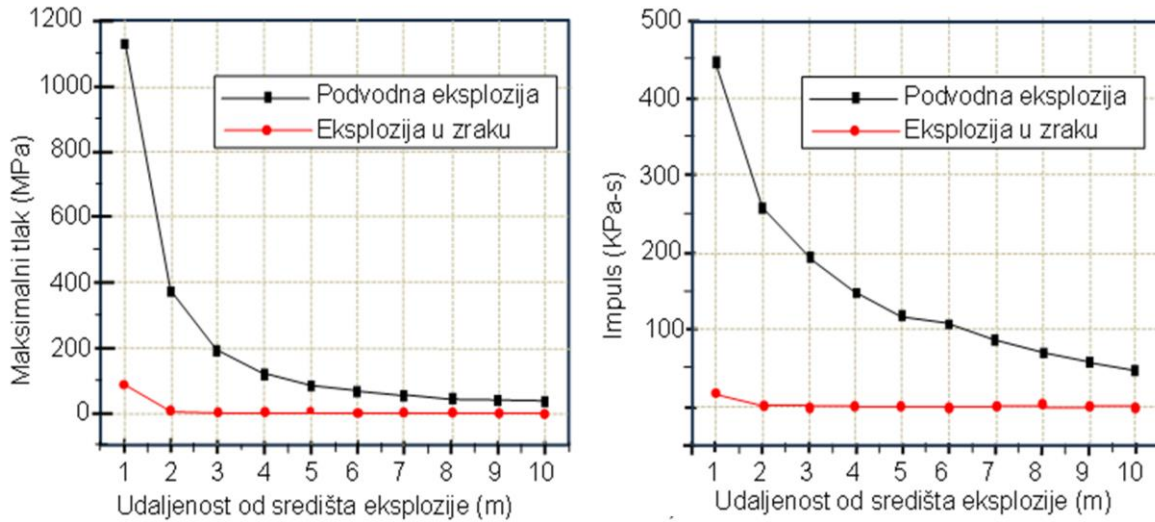 Maksimalni tlak (MPa)
1200
1000
800
600
400
200
0
Podvodna eksplozija
Eksplozija u zraku
1 2 3 4 5 6 7 8 9 10
Udaljenost od središta eksplozije (m)
Impuls (KPa-s)
500
400
300
200
100
Podvodna eksplozija
Eksplozija u zraku
1 2 3 4 5 6 7 8 9 10
Udaljenost od središta eksplozije (m)